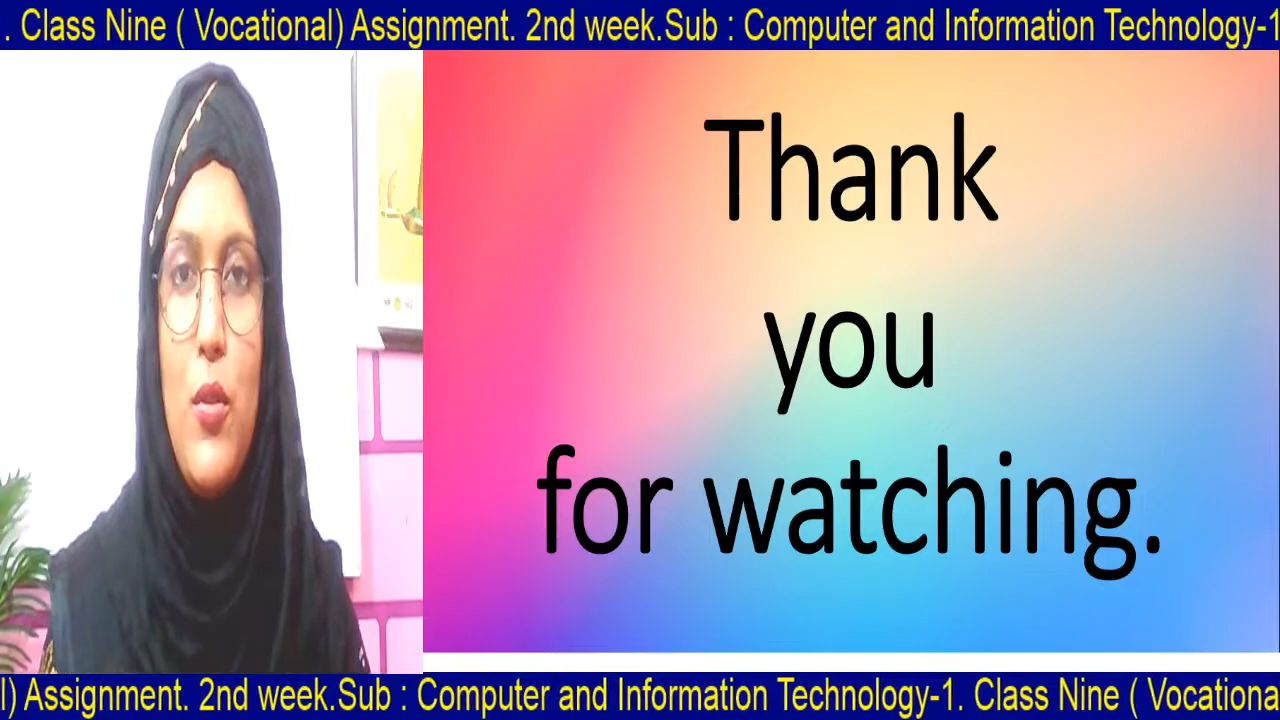 . Class Nine ( Vocational) Assignment. 2nd week.Sub : Computer and Information Technology-1
Thank
you
for watching.
l) Assignment. 2nd week.Sub : Computer and Information Technology-1. Class Nine ( Vocationa